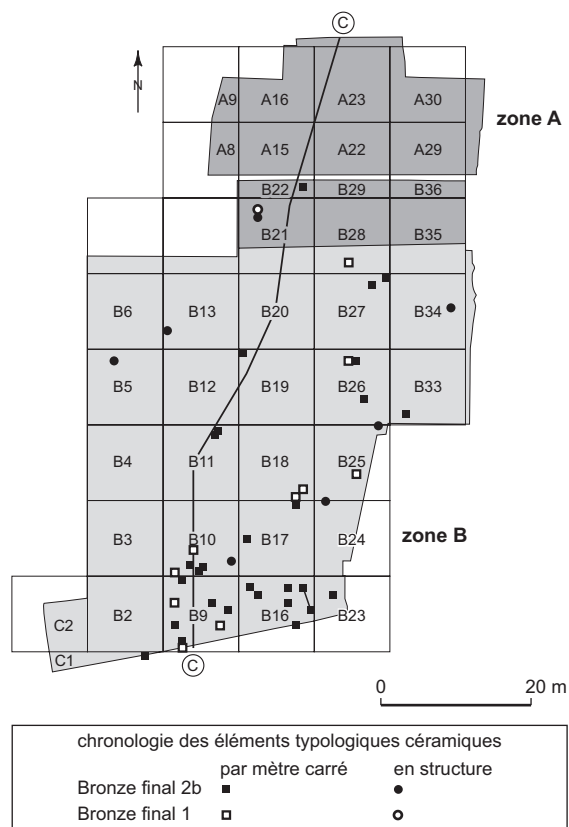 C
N
A9 A16 A23 A30
zone A
A8 A15 A22 A29
B22 B29 B36
B21 B28 B35
B6 B13 B20 B27 B34
B5 B12 B19 B26 B33
B4 B11 B18 B25
B3 B10 B17 B24
zone B
B2 B9 B16 B23
C2
C1
C
0 20 m
chronologie des éléments typologiques céramiques
par mètre carré en structure
Bronze final 2b
Bronze final 1